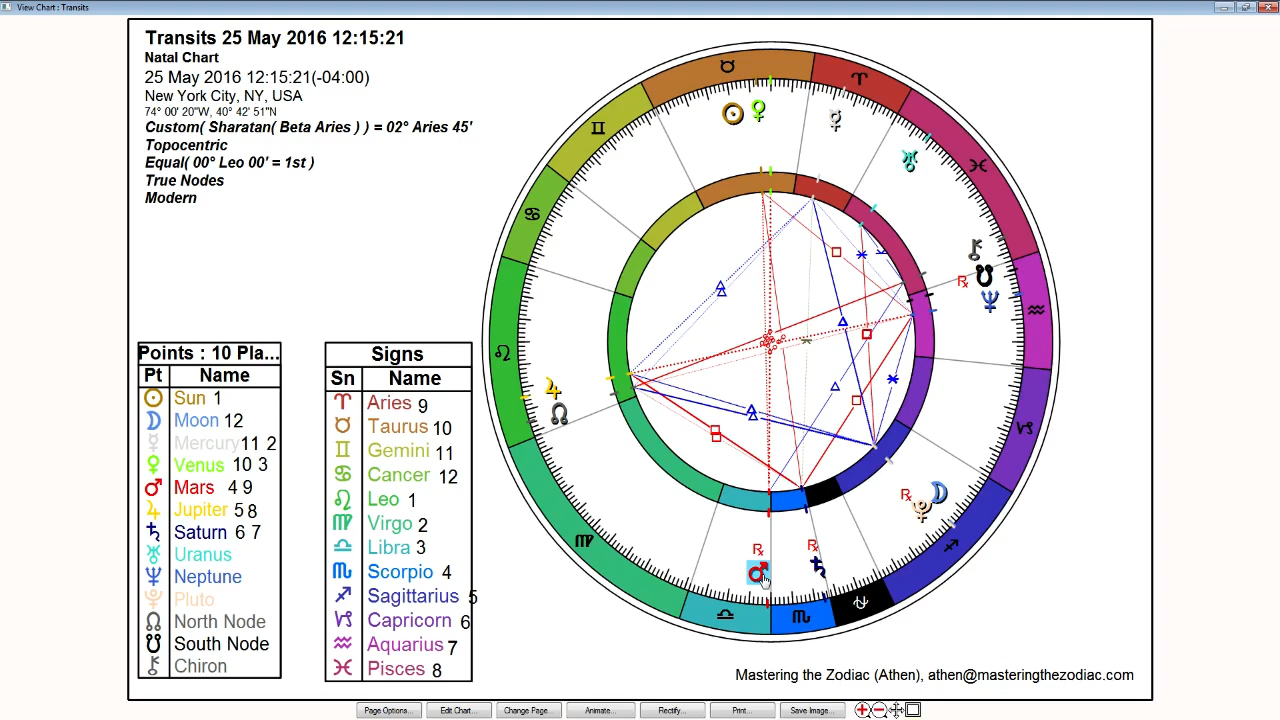 View Chart : Transits
Transits 25 May 2016 12:15:21
Natal Chart
25 May 2016 12:15:21(-04:00)
New York City, NY, USA
74° 00' 20"W, 40° 42' 51"N
Custom( Sharatan( Beta Aries ) ) = 02° Aries 45'
Topocentric
Equal( 00° Leo 00' = 1st )
True Nodes
Modern
Points : 10 Pla...
Pt Name
☉ Sun 1
☽ Moon 12
☿ Mercury 11 2
♀ Venus 10 3
♂ Mars 4 9
♃ Jupiter 5 8
♄ Saturn 6 7
♅ Uranus
♆ Neptune
Pluto
☊ North Node
☋ South Node
⚷ Chiron
Signs
Sn Name
♈ Aries 9
♉ Taurus 10
♊ Gemini 11
♋ Cancer 12
♌ Leo 1
♍ Virgo 2
♎ Libra 3
♏ Scorpio 4
♐ Sagittarius 5
♑ Capricorn 6
♒ Aquarius 7
♓ Pisces 8
℞
℞
℞
℞
Mastering the Zodiac (Athen), athen@masteringthezodiac.com
Page Options... Edit Chart... Change Page... Animate... Rectify... Print... Save Image...